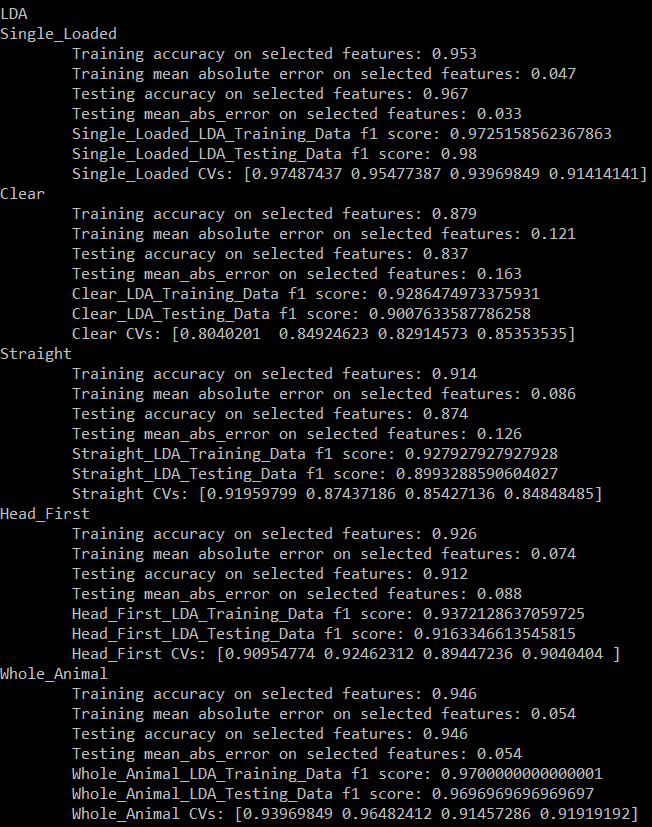 LDA
Single_Loaded
Training accuracy on selected features: 0.953
Training mean absolute error on selected features: 0.047
Testing accuracy on selected features: 0.967
Testing mean_abs_error on selected features: 0.033
Single_Loaded_LDA_Training_Data f1 score: 0.9725158562367863
Single_Loaded_LDA_Testing_Data f1 score: 0.98
Single_Loaded CVs: [0.97487437 0.95477387 0.93969849 0.91414141]
Clear
Training accuracy on selected features: 0.879
Training mean absolute error on selected features: 0.121
Testing accuracy on selected features: 0.837
Testing mean_abs_error on selected features: 0.163
Clear_LDA_Training_Data f1 score: 0.9286474973375931
Clear_LDA_Testing_Data f1 score: 0.9007633587786258
Clear CVs: [0.8040201  0.84924623 0.82914573 0.85353535]
Straight
Training accuracy on selected features: 0.914
Training mean absolute error on selected features: 0.086
Testing accuracy on selected features: 0.874
Testing mean_abs_error on selected features: 0.126
Straight_LDA_Training_Data f1 score: 0.927927927927928
Straight_LDA_Testing_Data f1 score: 0.8993288590604027
Straight CVs: [0.91959799 0.87437186 0.85427136 0.84848485]
Head_First
Training accuracy on selected features: 0.926
Training mean absolute error on selected features: 0.074
Testing accuracy on selected features: 0.912
Testing mean_abs_error on selected features: 0.088
Head_First_LDA_Training_Data f1 score: 0.9372128637059725
Head_First_LDA_Testing_Data f1 score: 0.9163346613545815
Head_First CVs: [0.90954774 0.92462312 0.89447236 0.9040404 ]
Whole_Animal
Training accuracy on selected features: 0.946
Training mean absolute error on selected features: 0.054
Testing accuracy on selected features: 0.946
Testing mean_abs_error on selected features: 0.054
Whole_Animal_LDA_Training_Data f1 score: 0.9700000000000001
Whole_Animal_LDA_Testing_Data f1 score: 0.9696969696969697
Whole_Animal CVs: [0.93969849 0.96482412 0.91457286 0.91919192]